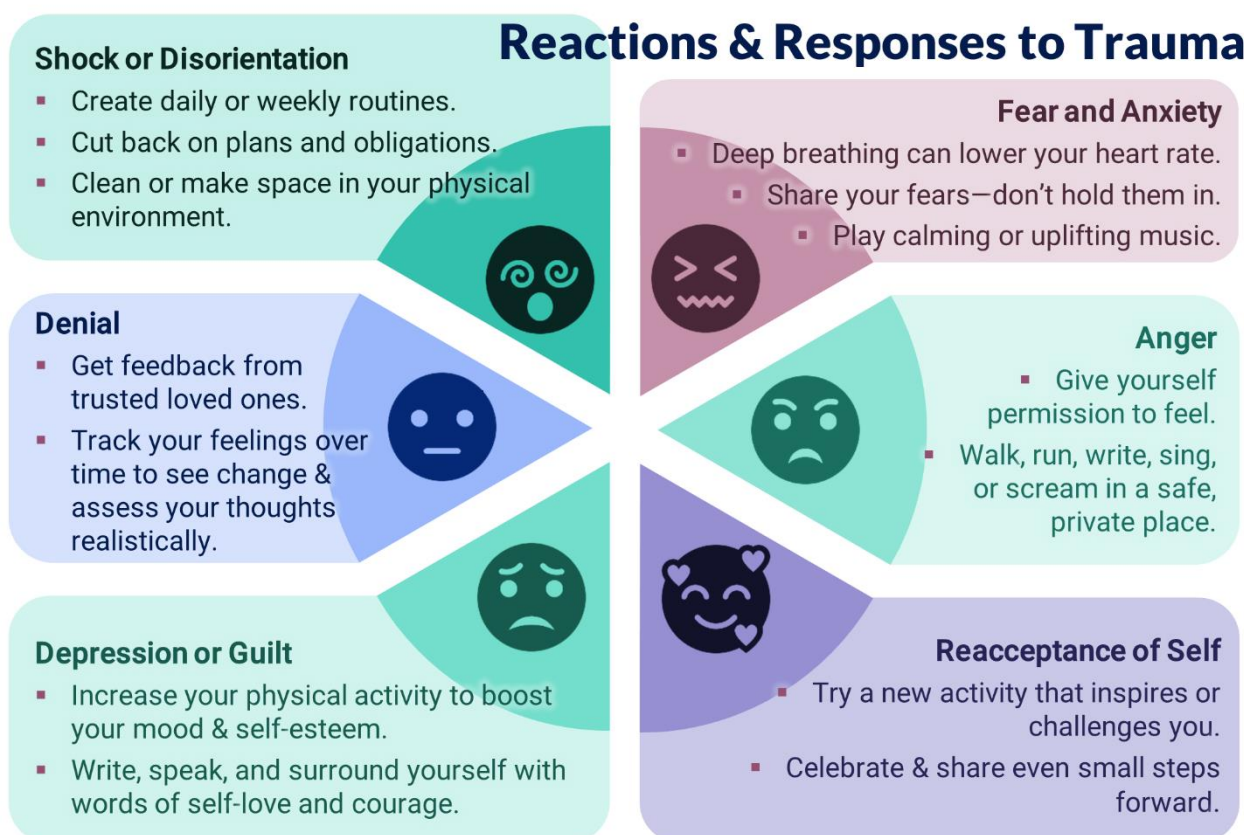 Reactions & Responses to Trauma
Shock or Disorientation
▪ Create daily or weekly routines.
▪ Cut back on plans and obligations.
▪ Clean or make space in your physical
environment.
Fear and Anxiety
▪ Deep breathing can lower your heart rate.
▪ Share your fears—don’t hold them in.
▪ Play calming or uplifting music.
Denial
▪ Get feedback from
trusted loved ones.
▪ Track your feelings over
time to see change &
assess your thoughts
realistically.
Anger
▪ Give yourself
permission to feel.
▪ Walk, run, write, sing,
or scream in a safe,
private place.
Depression or Guilt
▪ Increase your physical activity to boost
your mood & self-esteem.
▪ Write, speak, and surround yourself with
words of self-love and courage.
Reacceptance of Self
▪ Try a new activity that inspires or
challenges you.
▪ Celebrate & share even small steps
forward.